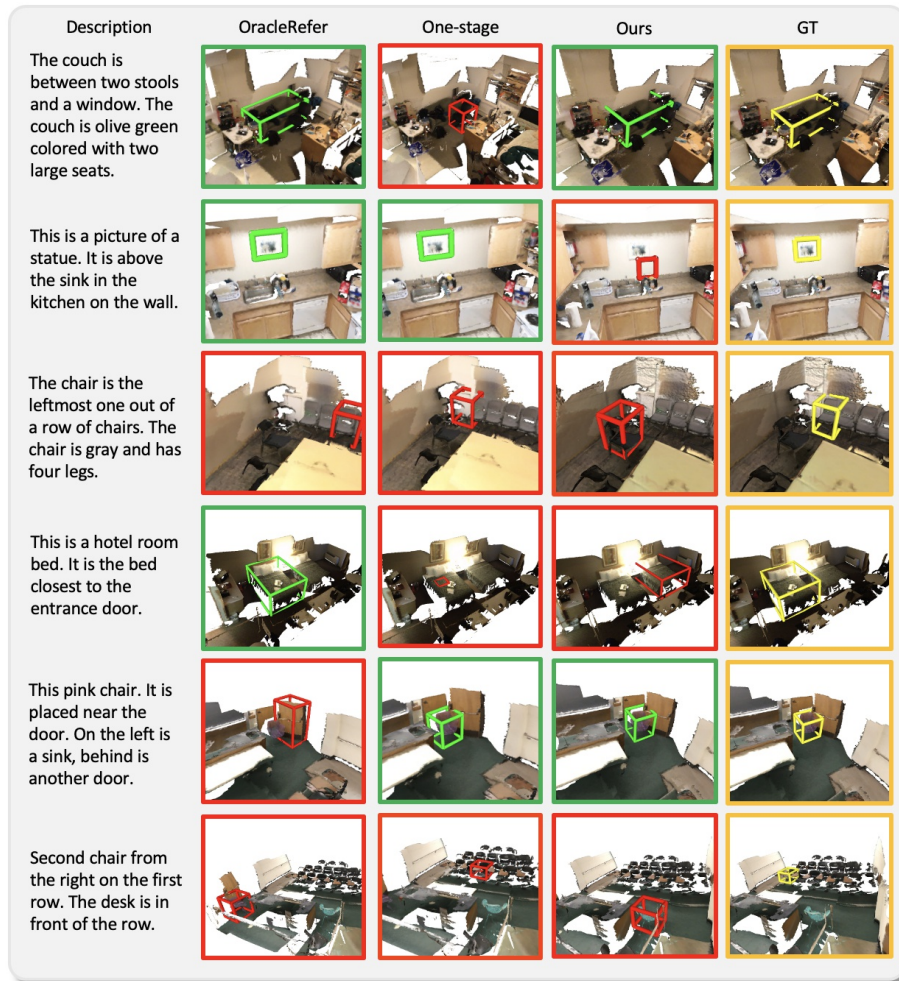 Description OracleRefer One-stage Ours GT
The couch is
between two stools
and a window. The
couch is olive green
colored with two
large seats.
This is a picture of a
statue. It is above
the sink in the
kitchen on the wall.
The chair is the
leftmost one out of
a row of chairs. The
chair is gray and has
four legs.
This is a hotel room
bed. It is the bed
closest to the
entrance door.
This pink chair. It is
placed near the
door. On the left is
a sink, behind is
another door.
Second chair from
the right on the first
row. The desk is in
front of the row.